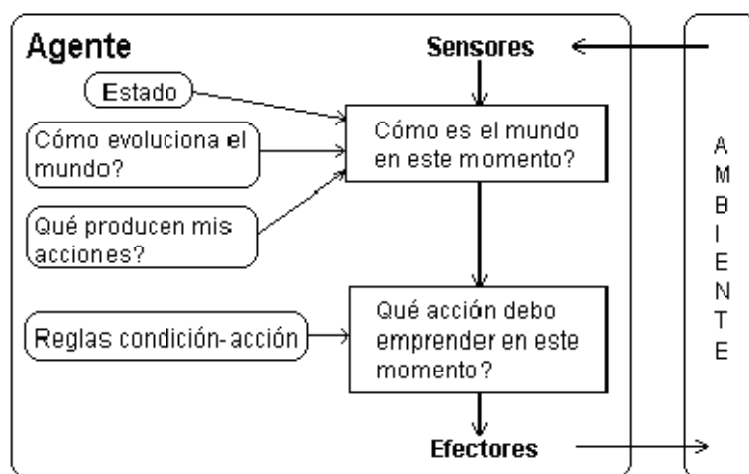 Agente
Sensores
Estado
Cómo evoluciona el
mundo?
Qué producen mis
acciones?
Cómo es el mundo
en este momento?
Reglas condición-acción
Qué acción debo
emprender en este
momento?
Efectores
AMBIENTE